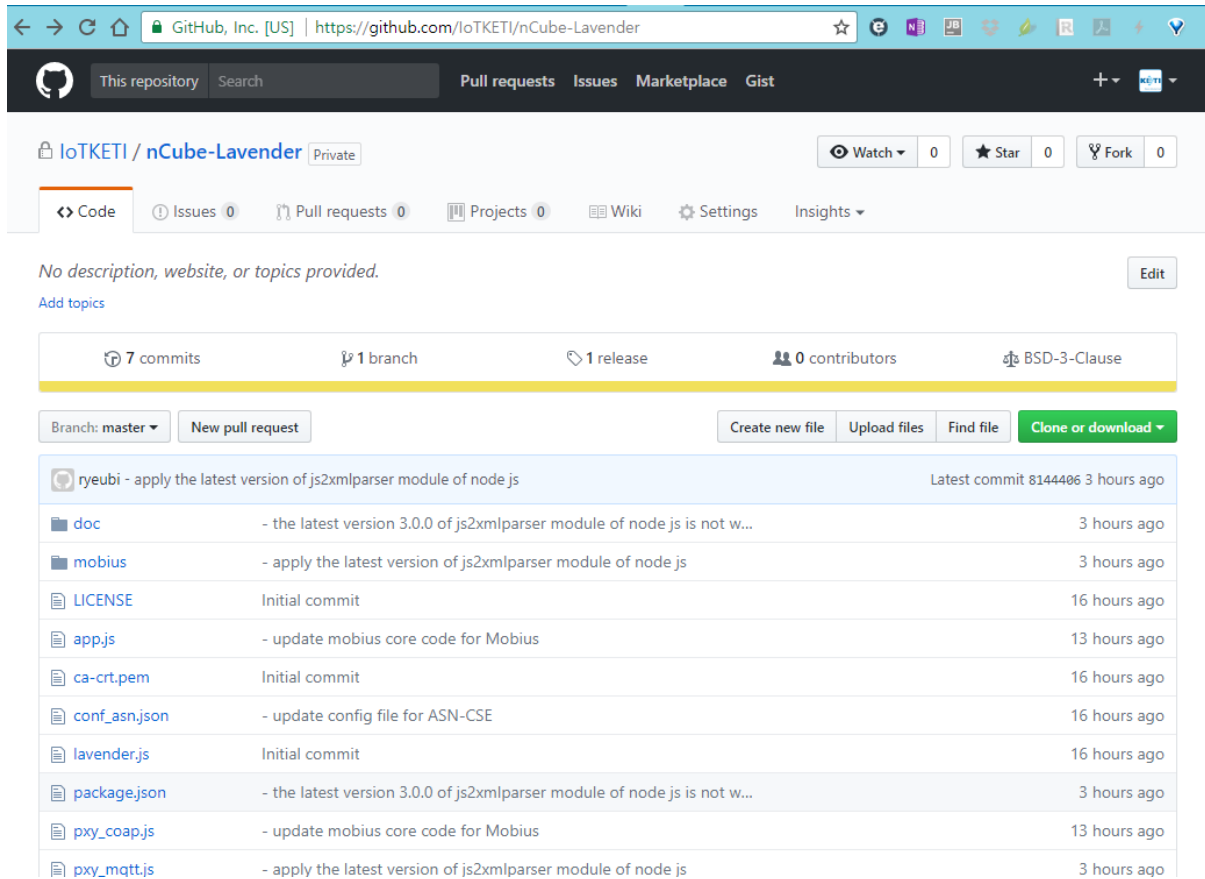 GitHub, Inc. [US] | https://github.com/IoTKETI/nCube-Lavender
This repository Search Pull requests Issues Marketplace Gist
IoTKETI / nCube-Lavender Private Watch 0 Star 0 Fork 0
Code Issues 0 Pull requests 0 Projects 0 Wiki Settings Insights
No description, website, or topics provided. Edit
Add topics
7 commits 1 branch 1 release 0 contributors BSD-3-Clause
Branch: master New pull request Create new file Upload files Find file Clone or download
ryeubi - apply the latest version of js2xmlparser module of node js Latest commit 8144406 3 hours ago
doc - the latest version 3.0.0 of js2xmlparser module of node js is not w... 3 hours ago
mobius - apply the latest version of js2xmlparser module of node js 3 hours ago
LICENSE Initial commit 16 hours ago
app.js - update mobius core code for Mobius 13 hours ago
ca-crt.pem Initial commit 16 hours ago
conf_asn.json - update config file for ASN-CSE 16 hours ago
lavender.js Initial commit 16 hours ago
package.json - the latest version 3.0.0 of js2xmlparser module of node js is not w... 3 hours ago
pxy_coap.js - update mobius core code for Mobius 13 hours ago
pxy_mqtt.js - apply the latest version of js2xmlparser module of node js 3 hours ago